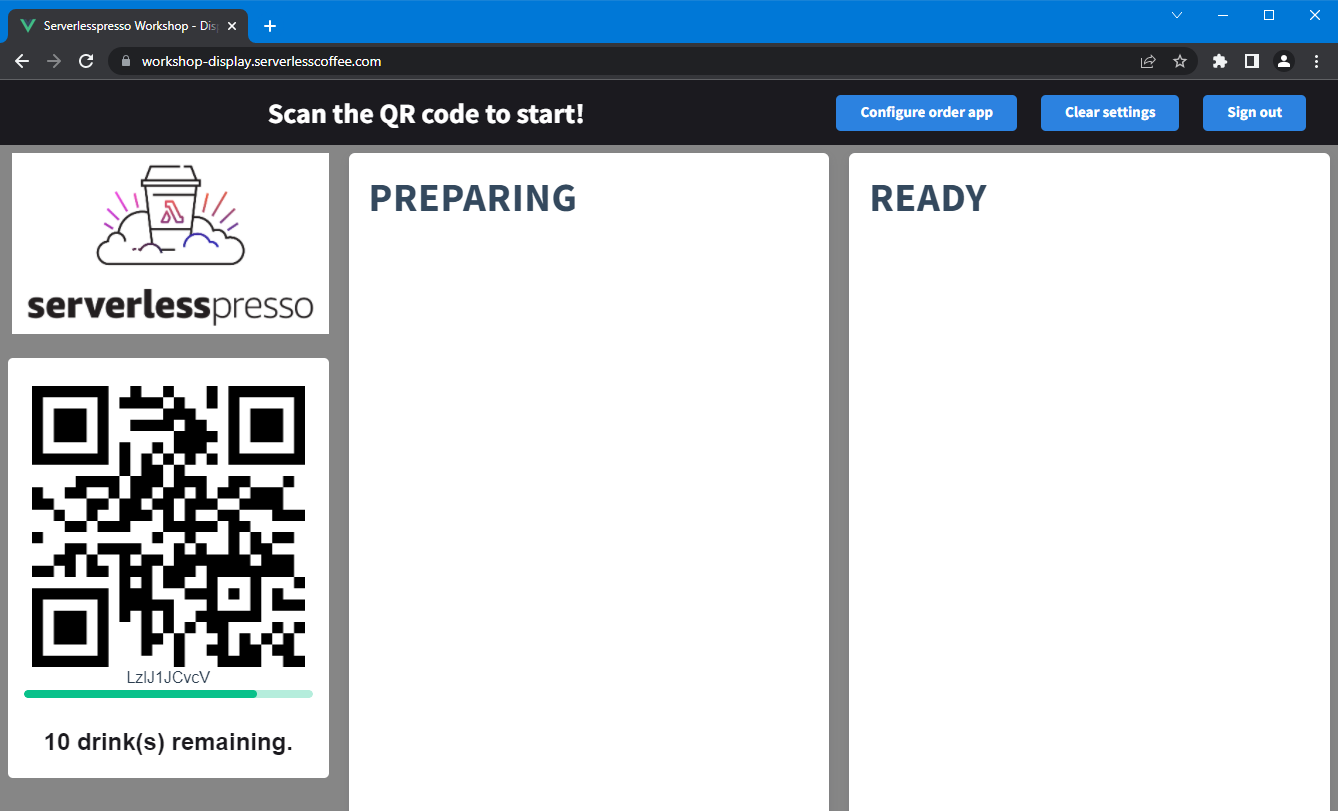 Serverlesspresso Workshop - Dis
workshop-display.serverlesscoffee.com
Scan the QR code to start!
Configure order app
Clear settings
Sign out
serverlesspresso
PREPARING
READY
LzlJ1JCvcV
10 drink(s) remaining.